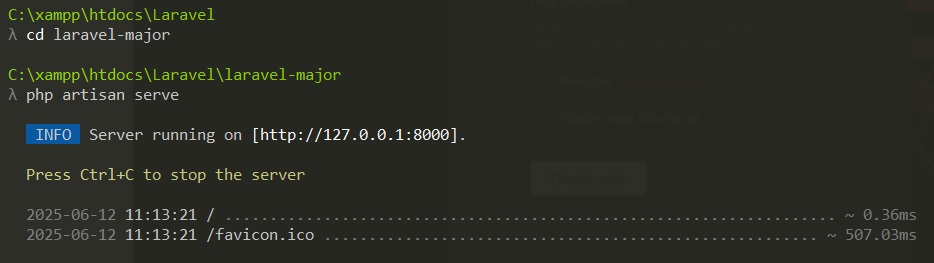 C:\xampp\htdocs\Laravel
λ cd laravel-major
C:\xampp\htdocs\Laravel\laravel-major
λ php artisan serve
INFO Server running on [http://127.0.0.1:8000].
Press Ctrl+C to stop the server
2025-06-12 11:13:21 / .................................................................... ~ 0.36ms
2025-06-12 11:13:21 /favicon.ico ....................................................... ~ 507.03ms